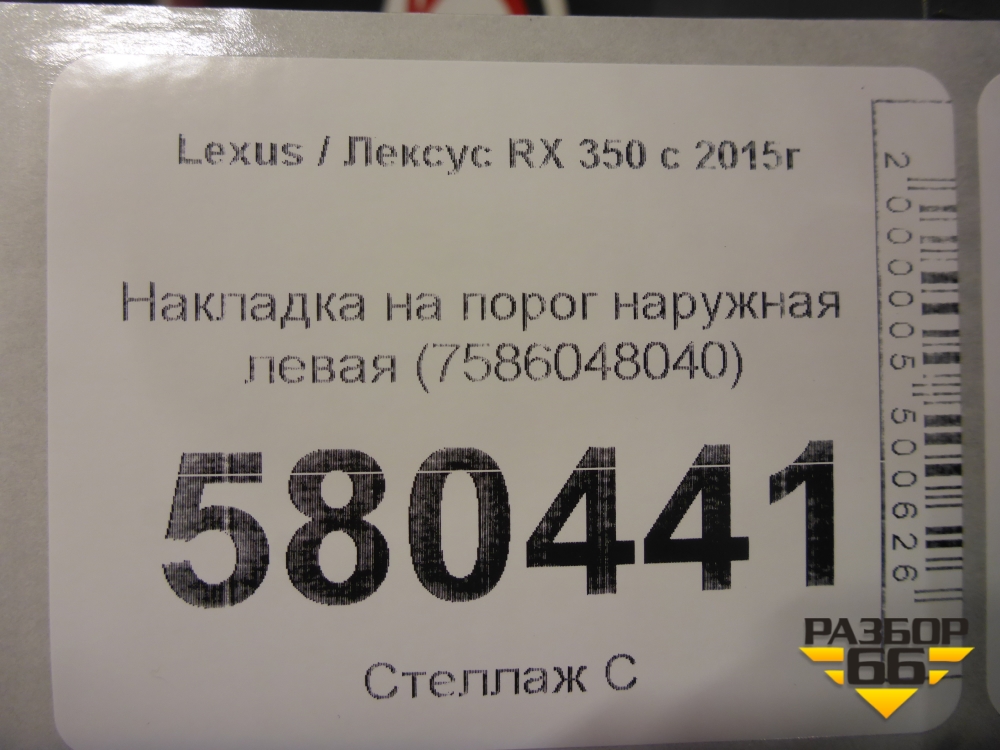 Lexus / Лексус RX 350 с 2015г
Накладка на порог наружная
левая (7586048040)
580441
Стеллаж С
2000005500626
РАЗБОР
66